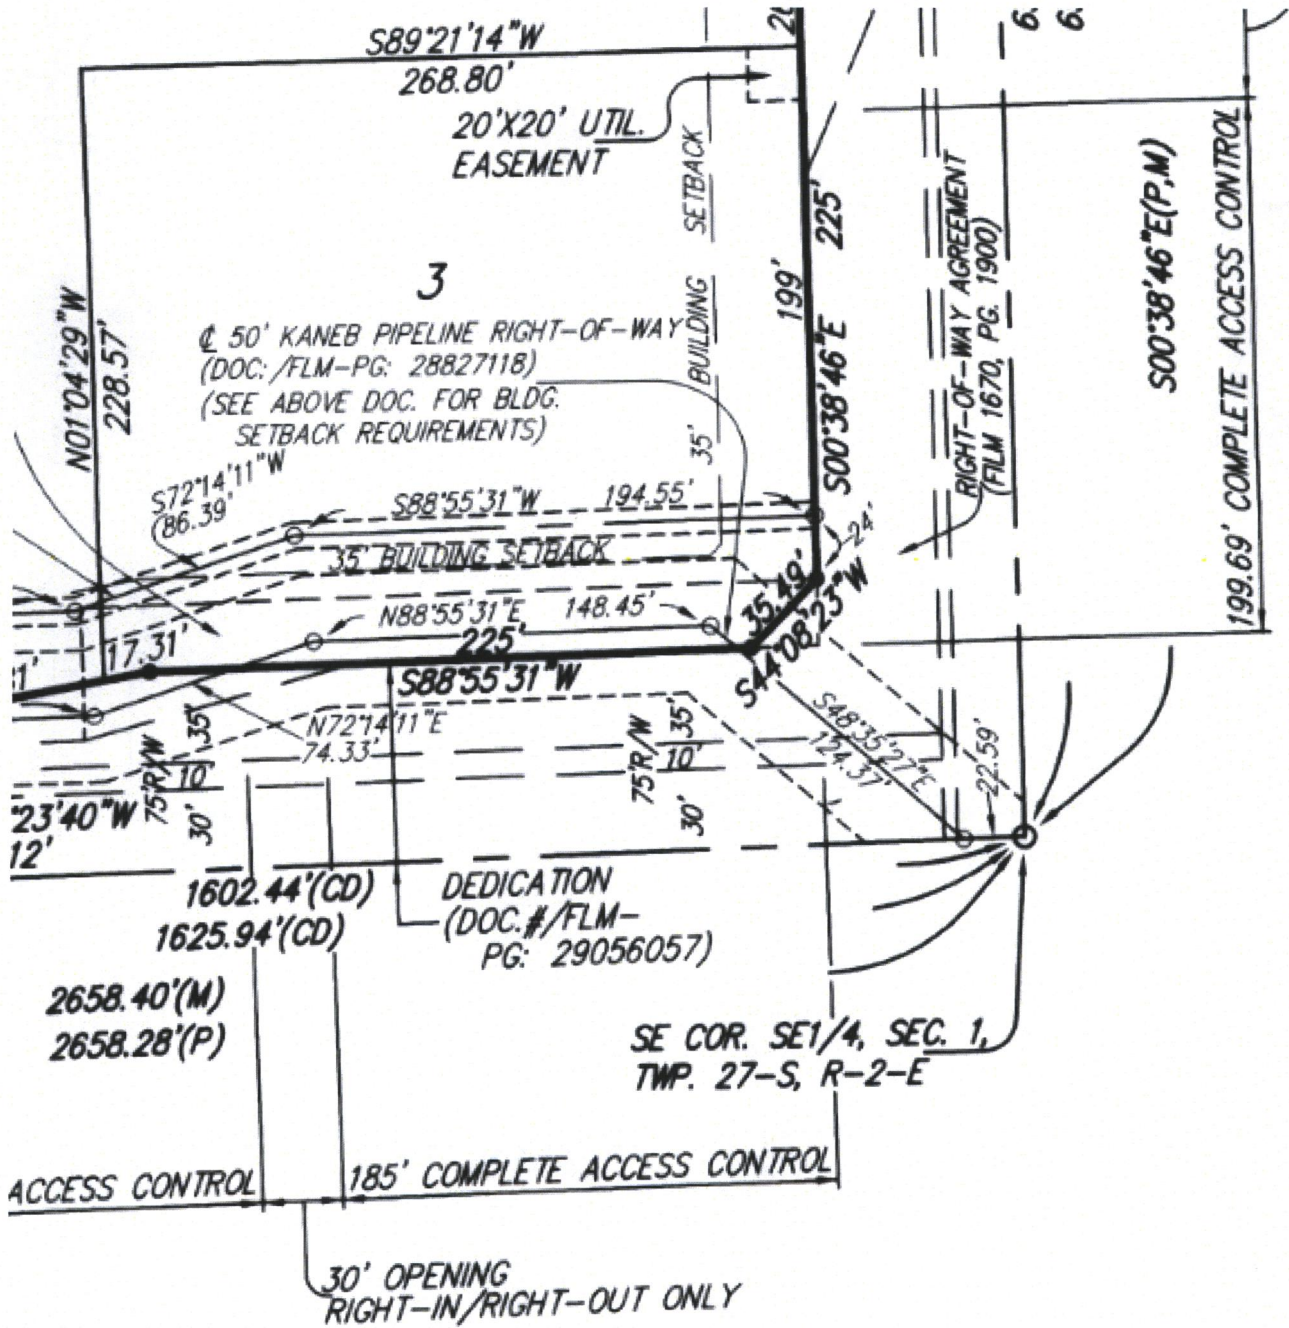 S89°21'14"W
268.80'
20'X20' UTIL.
EASEMENT
3
₵ 50' KANEB PIPELINE RIGHT-OF-WAY
(DOC:/FLM-PG: 28827118)
(SEE ABOVE DOC. FOR BLDG.
SETBACK REQUIREMENTS)
N01°04'29"W
228.57'
35' BUILDING SETBACK
199'
225'
S00°38'46"E
RIGHT-OF-WAY AGREEMENT
(FILM 1670, PG. 1900)
S00°38'46"E(P,M)
199.69' COMPLETE ACCESS CONTROL
6.
6.
S72°14'11"W
86.39'
S88°55'31"W
194.55'
35' BUILDING SETBACK
24'
35.49'
S44°08'23"W
N88°55'31"E
148.45'
17.31'
225'
S88°55'31"W
N72°14'11"E
74.33'
75'R/W
35'
10'
30'
75'R/W
35'
10'
30'
S48°35'27"E
124.37'
22.59'
°23'40"W
12'
1602.44'(CD)
1625.94'(CD)
DEDICATION
(DOC.#/FLM-
PG: 29056057)
2658.40'(M)
2658.28'(P)
SE COR. SE1/4, SEC. 1,
TWP. 27-S, R-2-E
ACCESS CONTROL
185' COMPLETE ACCESS CONTROL
30' OPENING
RIGHT-IN/RIGHT-OUT ONLY